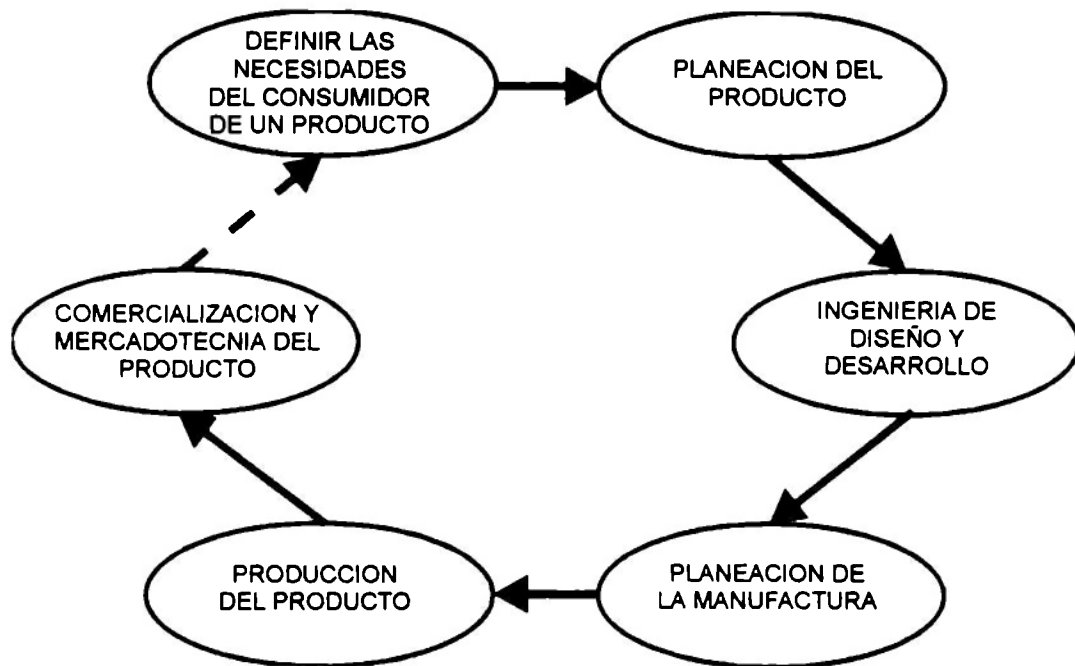 DEFINIR LAS
NECESIDADES
DEL CONSUMIDOR
DE UN PRODUCTO
PLANEACION DEL
PRODUCTO
INGENIERIA DE
DISEÑO Y
DESARROLLO
PLANEACION DE
LA MANUFACTURA
PRODUCCION
DEL PRODUCTO
COMERCIALIZACION Y
MERCADOTECNIA DEL
PRODUCTO